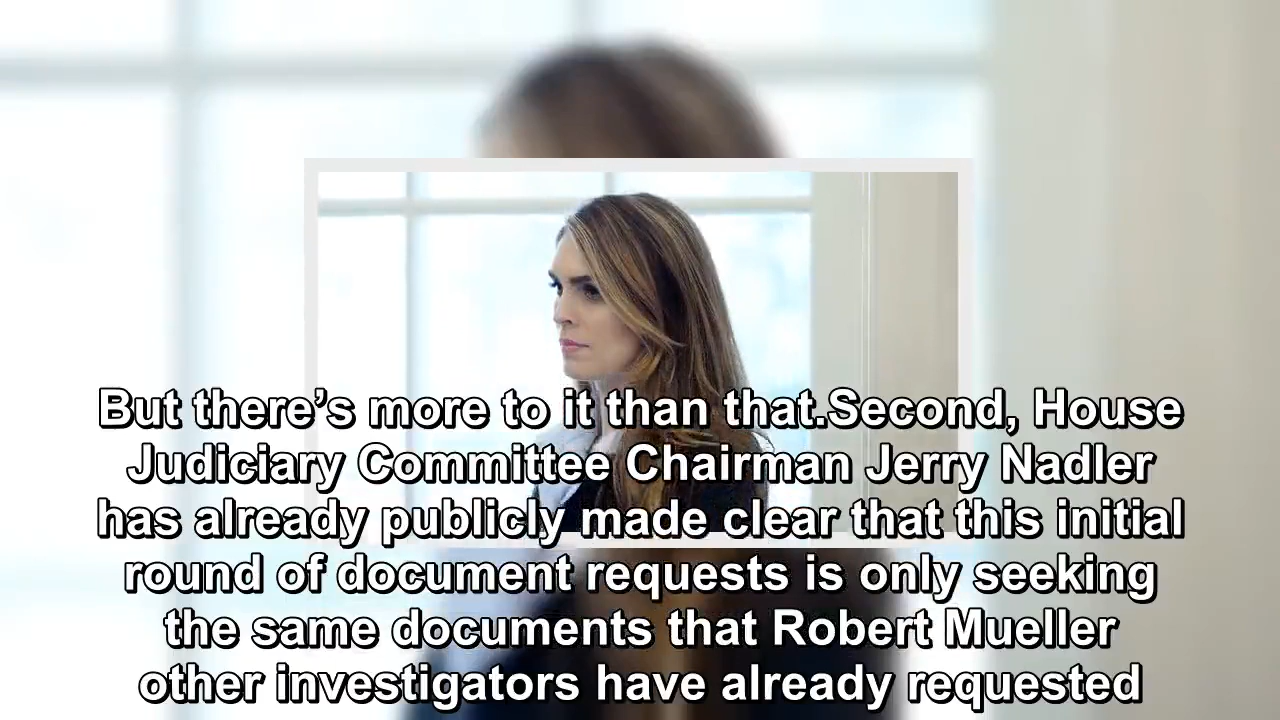 But there’s more to it than that.Second, House
Judiciary Committee Chairman Jerry Nadler
has already publicly made clear that this initial
round of document requests is only seeking
the same documents that Robert Mueller
other investigators have already requested